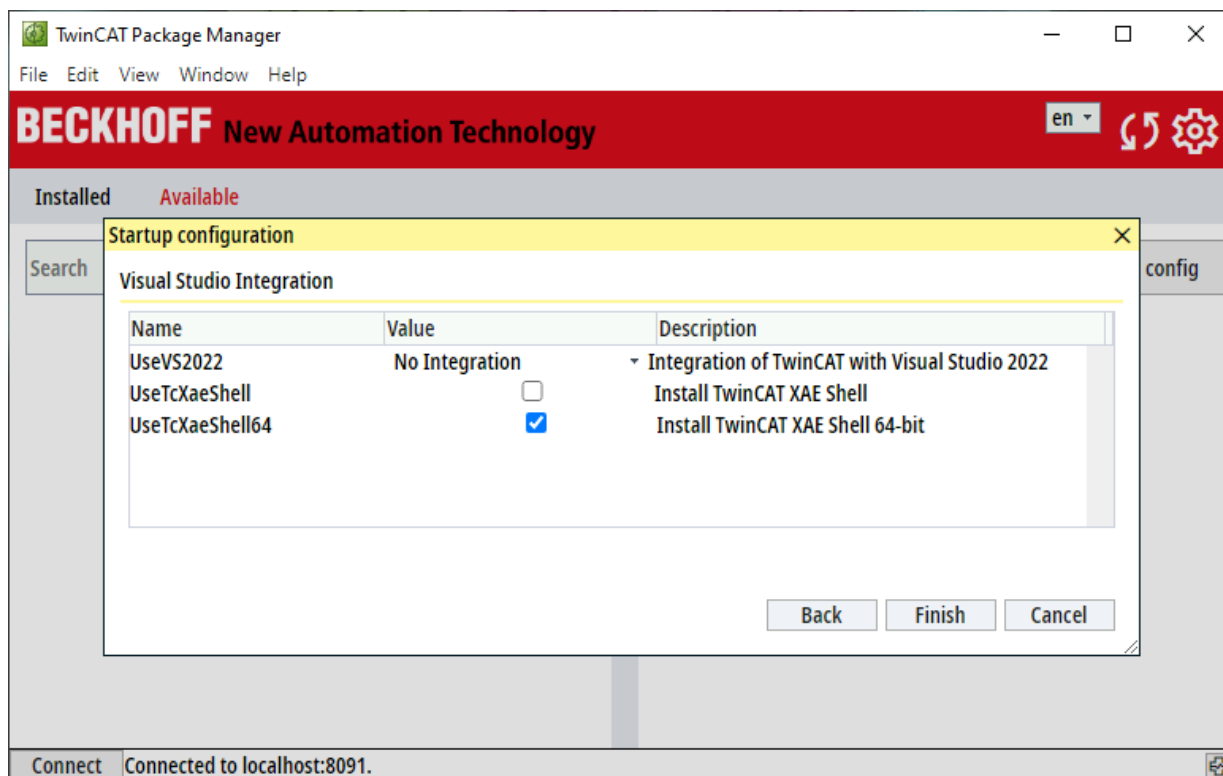 TwinCAT Package Manager
File Edit View Window Help
BECKHOFF New Automation Technology
en
Installed Available
Startup configuration
Search
config
Visual Studio Integration
Name Value Description
UseVS2022 No Integration Integration of TwinCAT with Visual Studio 2022
UseTcXaeShell Install TwinCAT XAE Shell
UseTcXaeShell64 Install TwinCAT XAE Shell 64-bit
Back Finish Cancel
Connect Connected to localhost:8091.